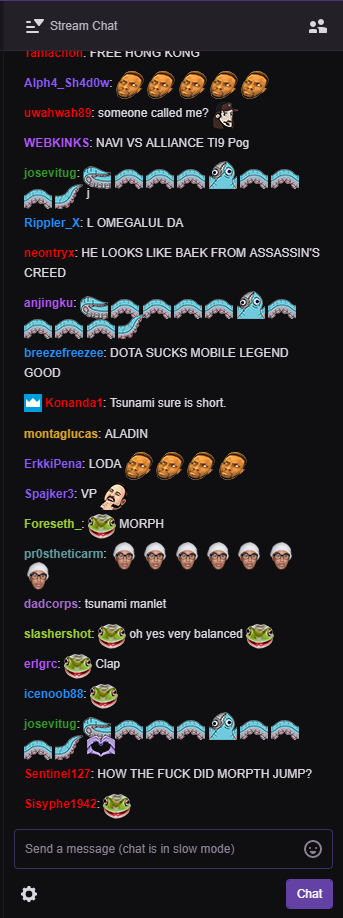 Stream Chat
Tamacholl: FREE HONG KONG
Alph4_Sh4d0w:
uwahwah89: someone called me?
WEBKINKS: NAVI VS ALLIANCE TI9 Pog
josevitug:
j
Rippler_X: L OMEGALUL DA
neontryx: HE LOOKS LIKE BAEK FROM ASSASSIN'S
CREED
anjingku:
breezefreezee: DOTA SUCKS MOBILE LEGEND
GOOD
Konanda1: Tsunami sure is short.
montaglucas: ALADIN
ErkkiPena: LODA
Spajker3: VP
Foreseth_: MORPH
pr0stheticarm:
dadcorps: tsunami manlet
slashershot: oh yes very balanced
erlgrc: Clap
icenoob88:
josevitug:
Sentinel127: HOW THE FUCK DID MORPTH JUMP?
Sisyphe1942:
Send a message (chat is in slow mode)
Chat